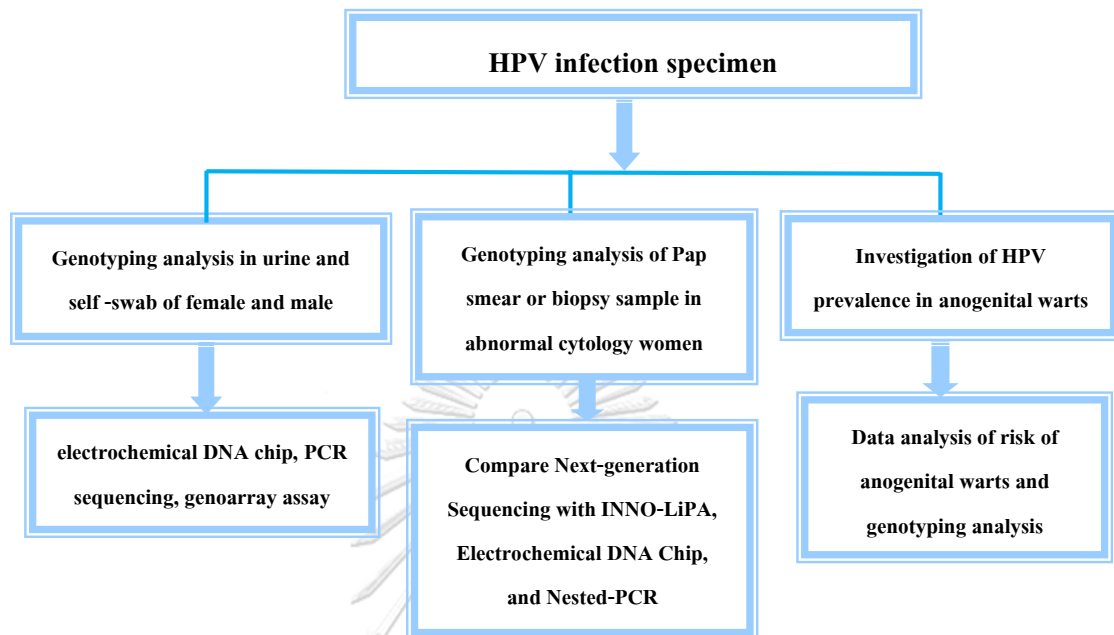 HPV infection specimen
Genotyping analysis in urine and
self -swab of female and male
Genotyping analysis of Pap
smear or biopsy sample in
abnormal cytology women
Investigation of HPV
prevalence in anogenital warts
electrochemical DNA chip, PCR
sequencing, genoarray assay
Compare Next-generation
Sequencing with INNO-LiPA,
Electrochemical DNA Chip,
and Nested-PCR
Data analysis of risk of
anogenital warts and
genotyping analysis